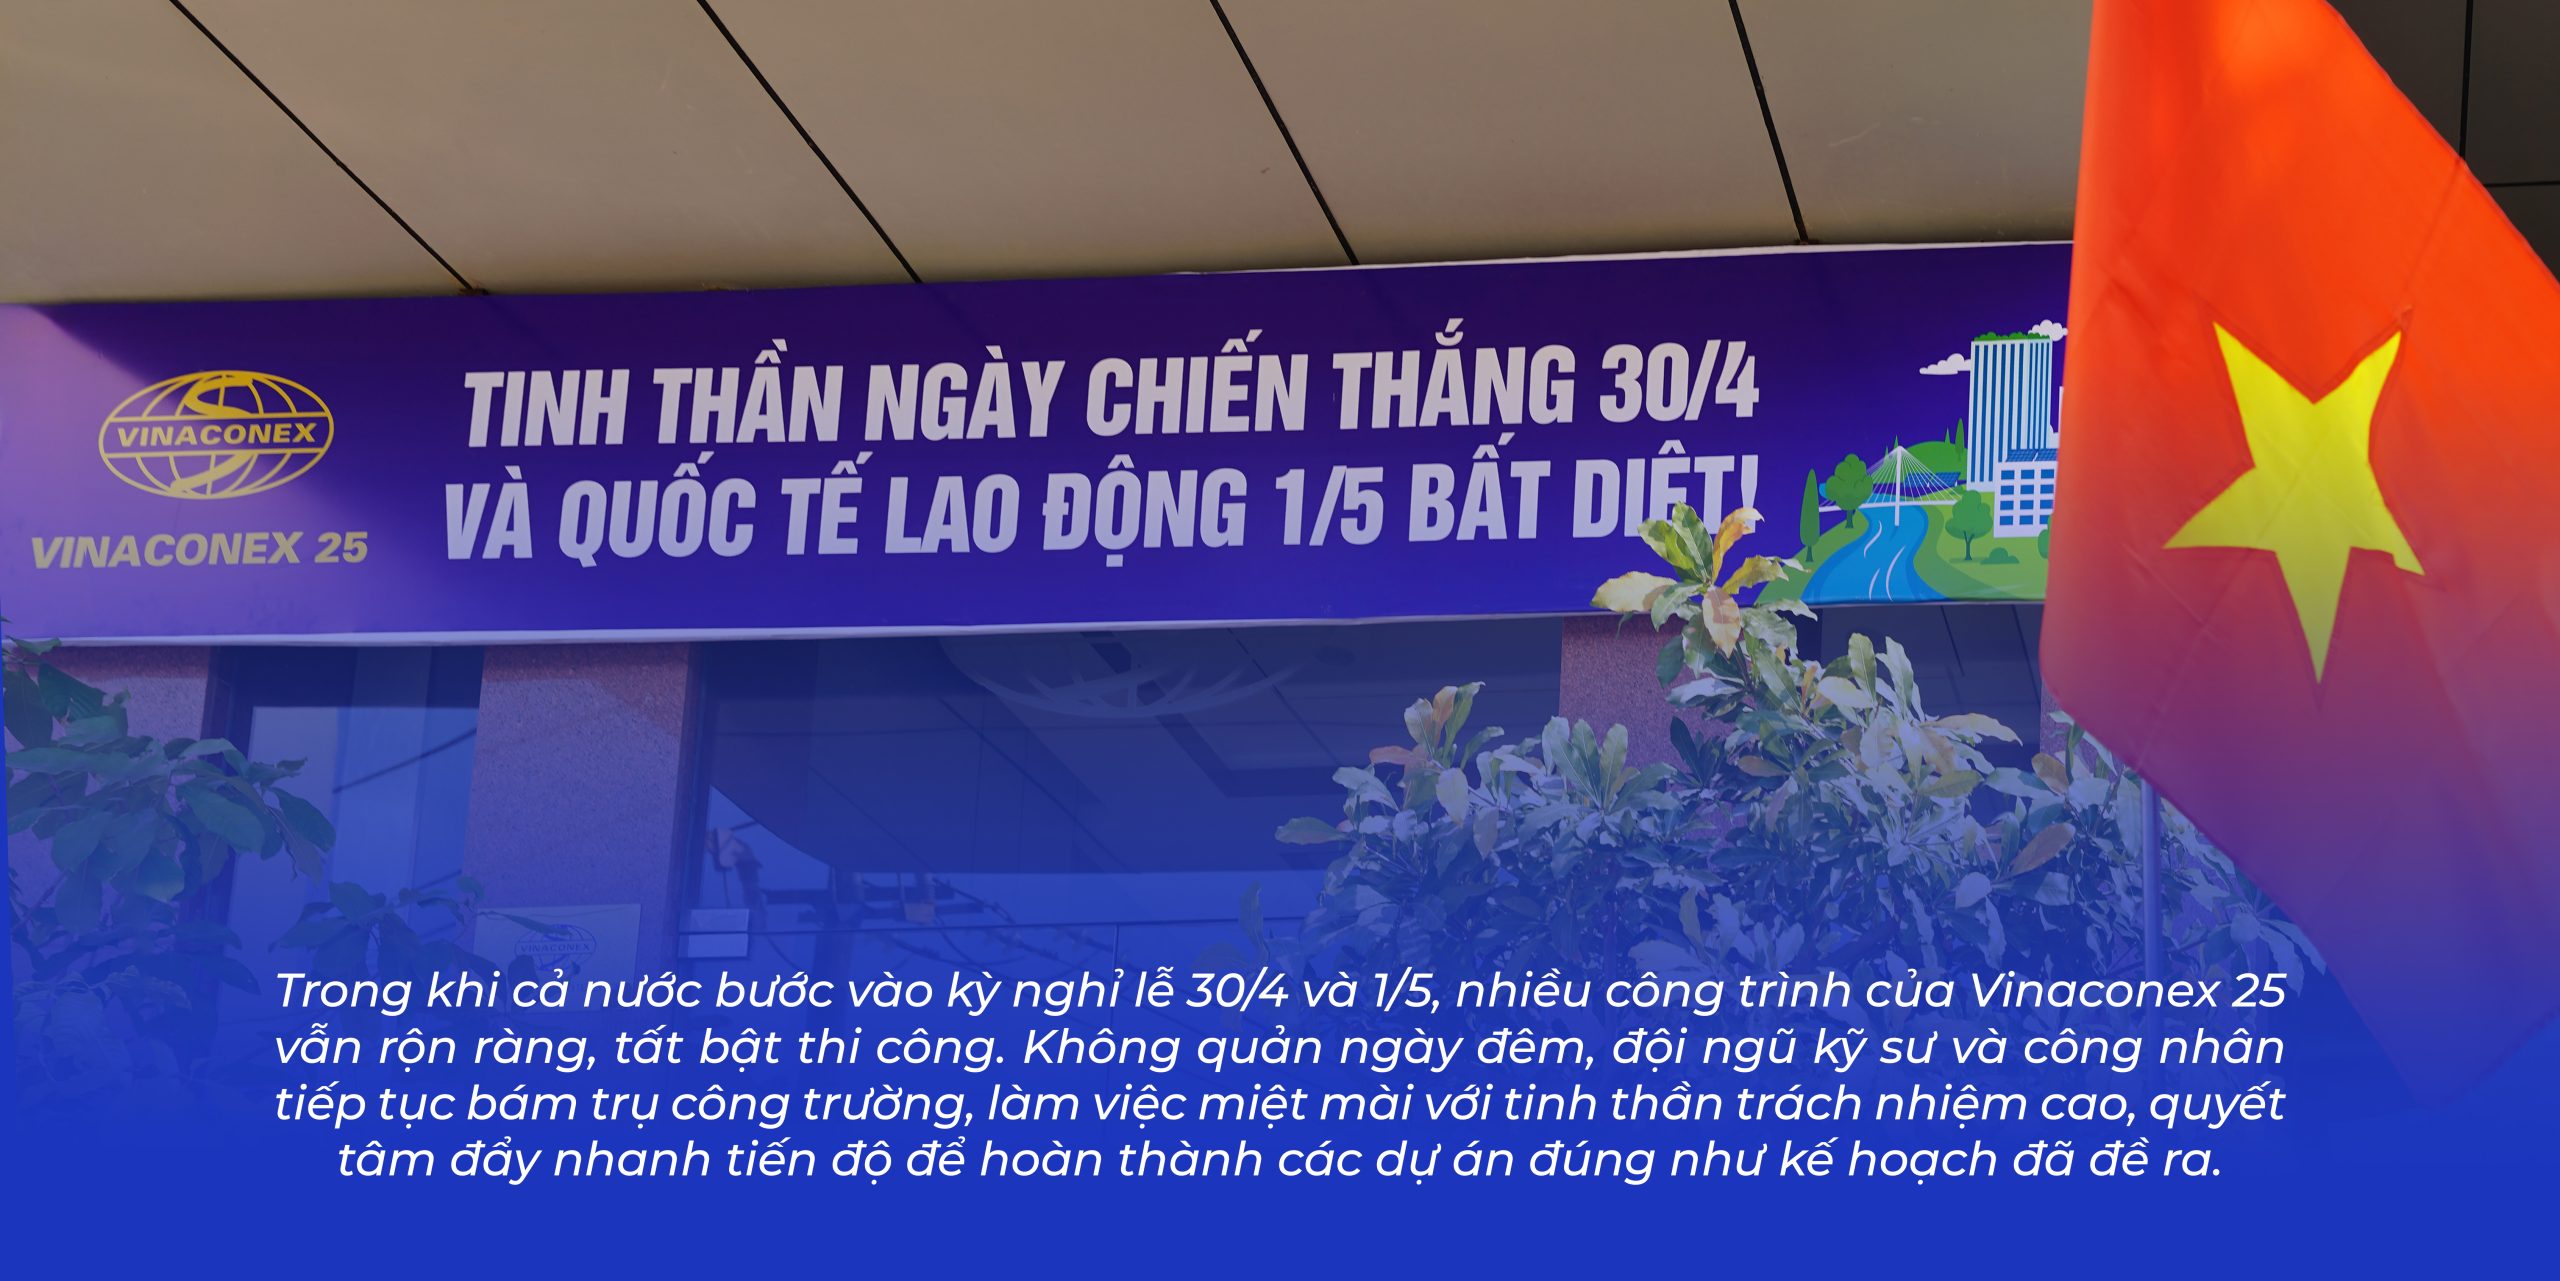 VINACONEX
VINACONEX 25
TINH THẦN NGÀY CHIẾN THẮNG 30/4
VÀ QUỐC TẾ LAO ĐỘNG 1/5 BẤT DIỆT!
VINACONEX
Trong khi cả nước bước vào kỳ nghỉ lễ 30/4 và 1/5, nhiều công trình của Vinaconex 25
vẫn rộn ràng, tất bật thi công. Không quản ngày đêm, đội ngũ kỹ sư và công nhân
tiếp tục bám trụ công trường, làm việc miệt mài với tinh thần trách nhiệm cao, quyết
tâm đẩy nhanh tiến độ để hoàn thành các dự án đúng như kế hoạch đã đề ra.